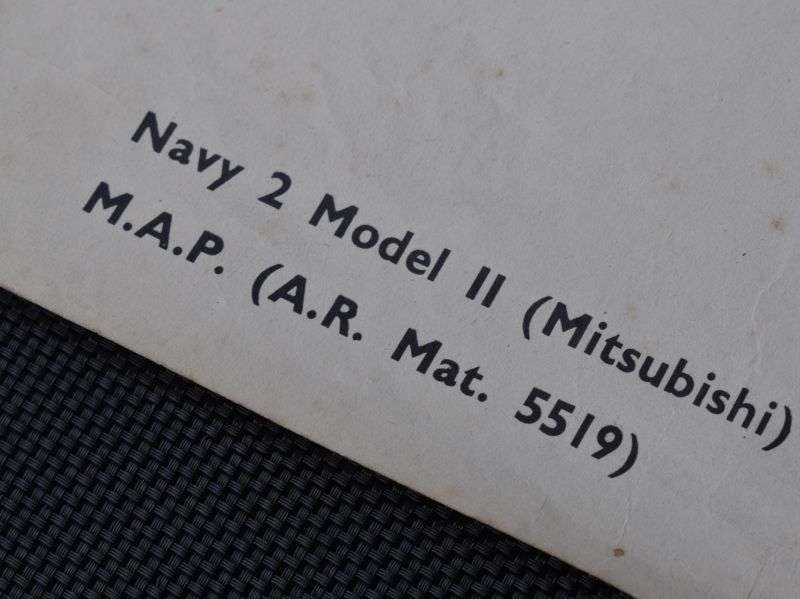 Navy 2 Model II (Mitsubishi)
M.A.P. (A.R. Mat. 5519)